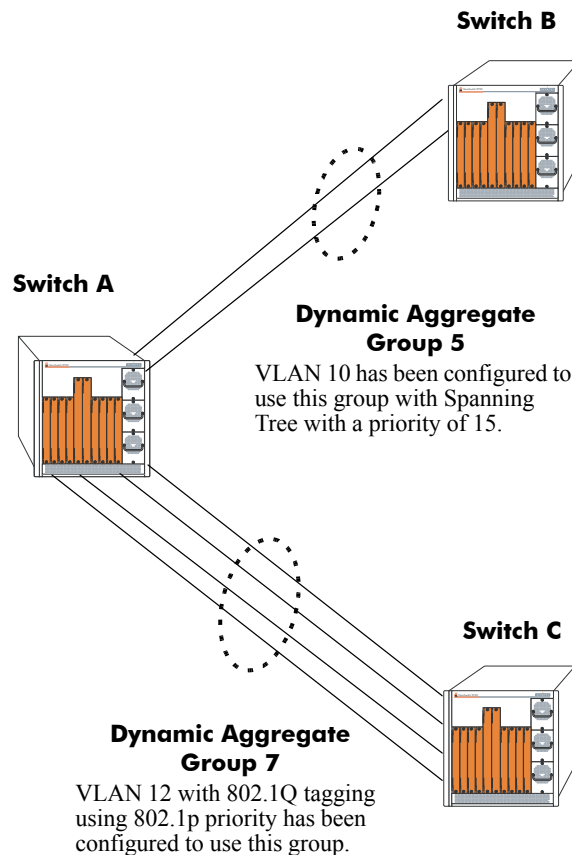 Switch B
Switch A
Dynamic Aggregate
Group 5
VLAN 10 has been configured to
use this group with Spanning
Tree with a priority of 15.
Switch C
Dynamic Aggregate
Group 7
VLAN 12 with 802.1Q tagging
using 802.1p priority has been
configured to use this group.